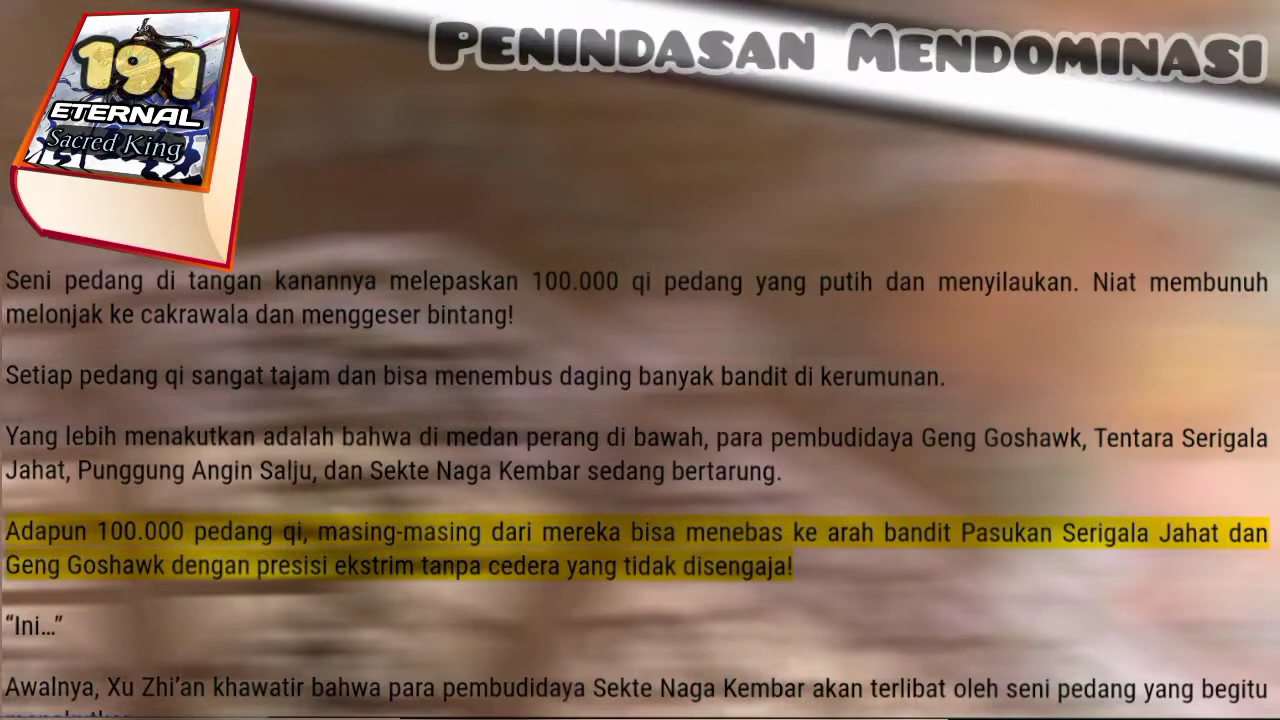 191
ETERNAL
Sacred King
PENINDASAN MENDOMINASI
Seni pedang di tangan kanannya melepaskan 100.000 qi pedang yang putih dan menyilaukan. Niat membunuh
melonjak ke cakrawala dan menggeser bintang!
Setiap pedang qi sangat tajam dan bisa menembus daging banyak bandit di kerumunan.
Yang lebih menakutkan adalah bahwa di medan perang di bawah, para pembudidaya Geng Goshawk, Tentara Serigala
Jahat, Punggung Angin Salju, dan Sekte Naga Kembar sedang bertarung.
Adapun 100.000 pedang qi, masing-masing dari mereka bisa menebas ke arah bandit Pasukan Serigala Jahat dan
Geng Goshawk dengan presisi ekstrim tanpa cedera yang tidak disengaja!
“Ini…”
Awalnya, Xu Zhi’an khawatir bahwa para pembudidaya Sekte Naga Kembar akan terlibat oleh seni pedang yang begitu